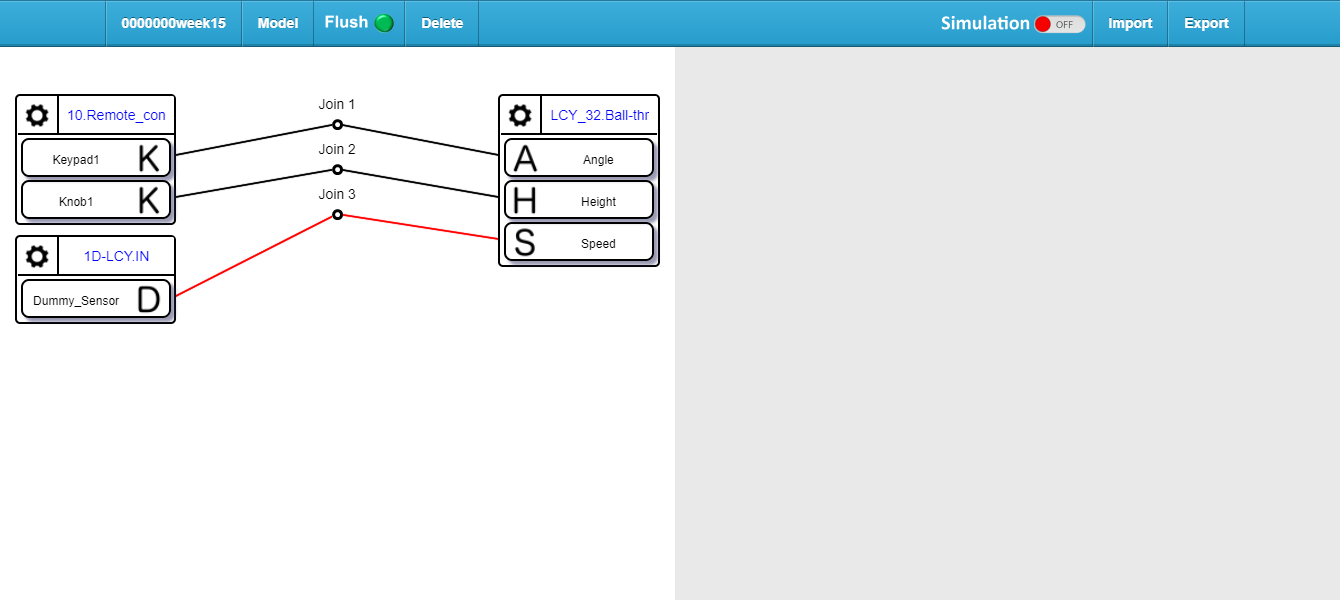 0000000week15
Model
Flush
Delete
Simulation
OFF
Import
Export
10.Remote_con
Keypad1
K
Knob1
K
1D-LCY.IN
Dummy_Sensor
D
Join 1
Join 2
Join 3
LCY_32.Ball-thr
A
Angle
H
Height
S
Speed